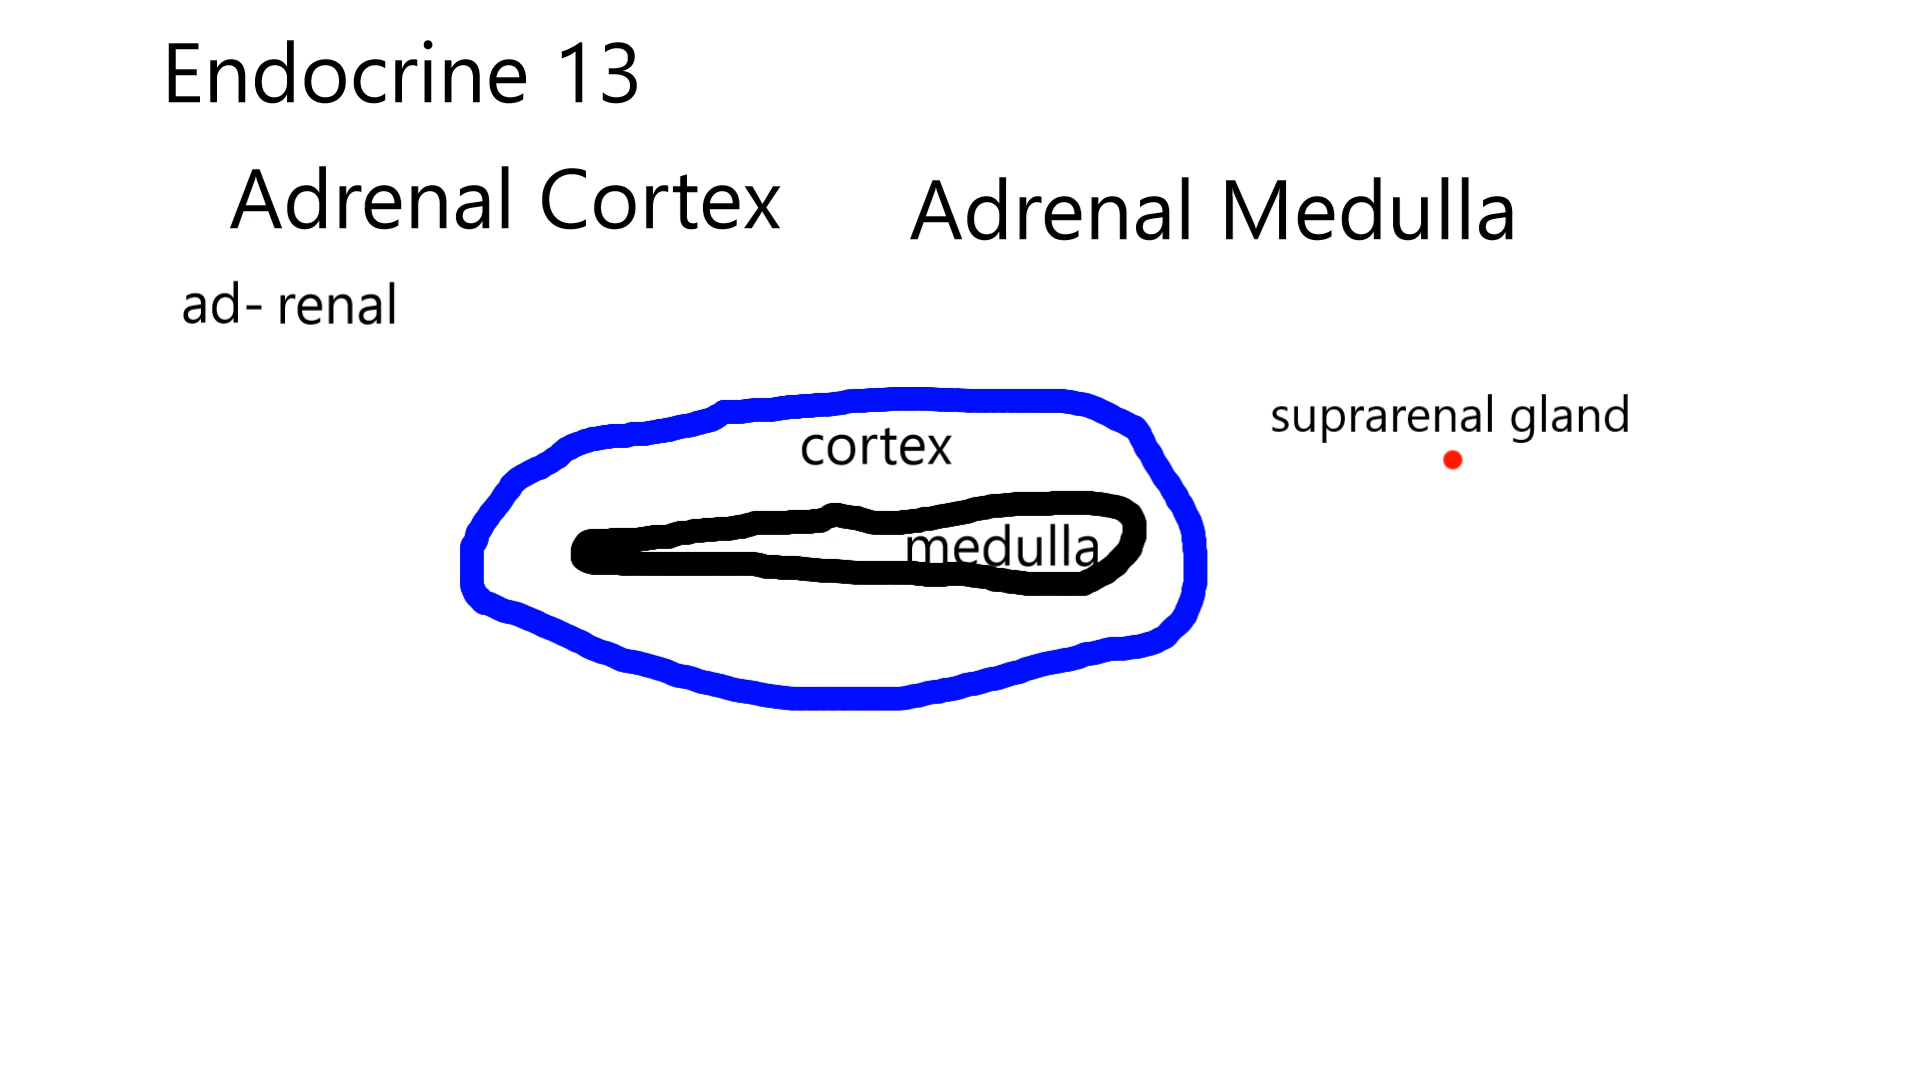 Endocrine 13
Adrenal Cortex
Adrenal Medulla
ad- renal
suprarenal gland
cortex
medulla